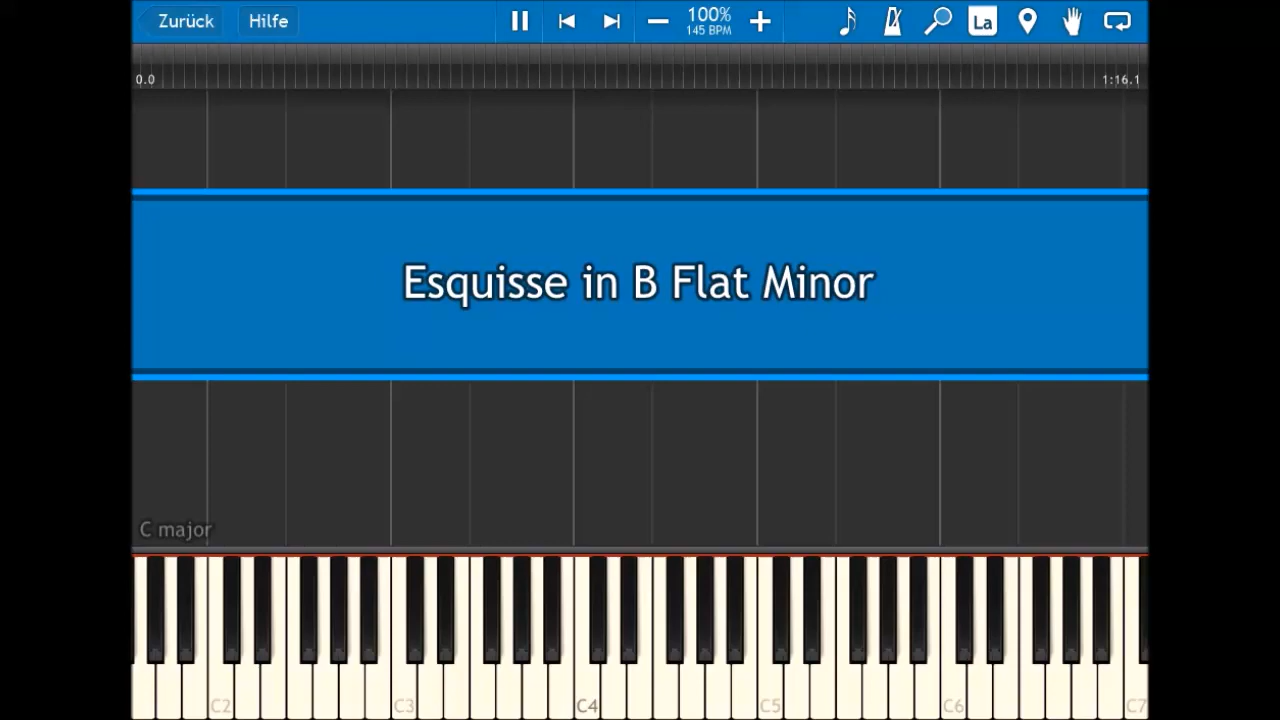 Zurück
Hilfe
100%
145 BPM
La
0.0
1:16.1
Esquisse in B Flat Minor
C major
C2
C3
C4
C5
C6
C7